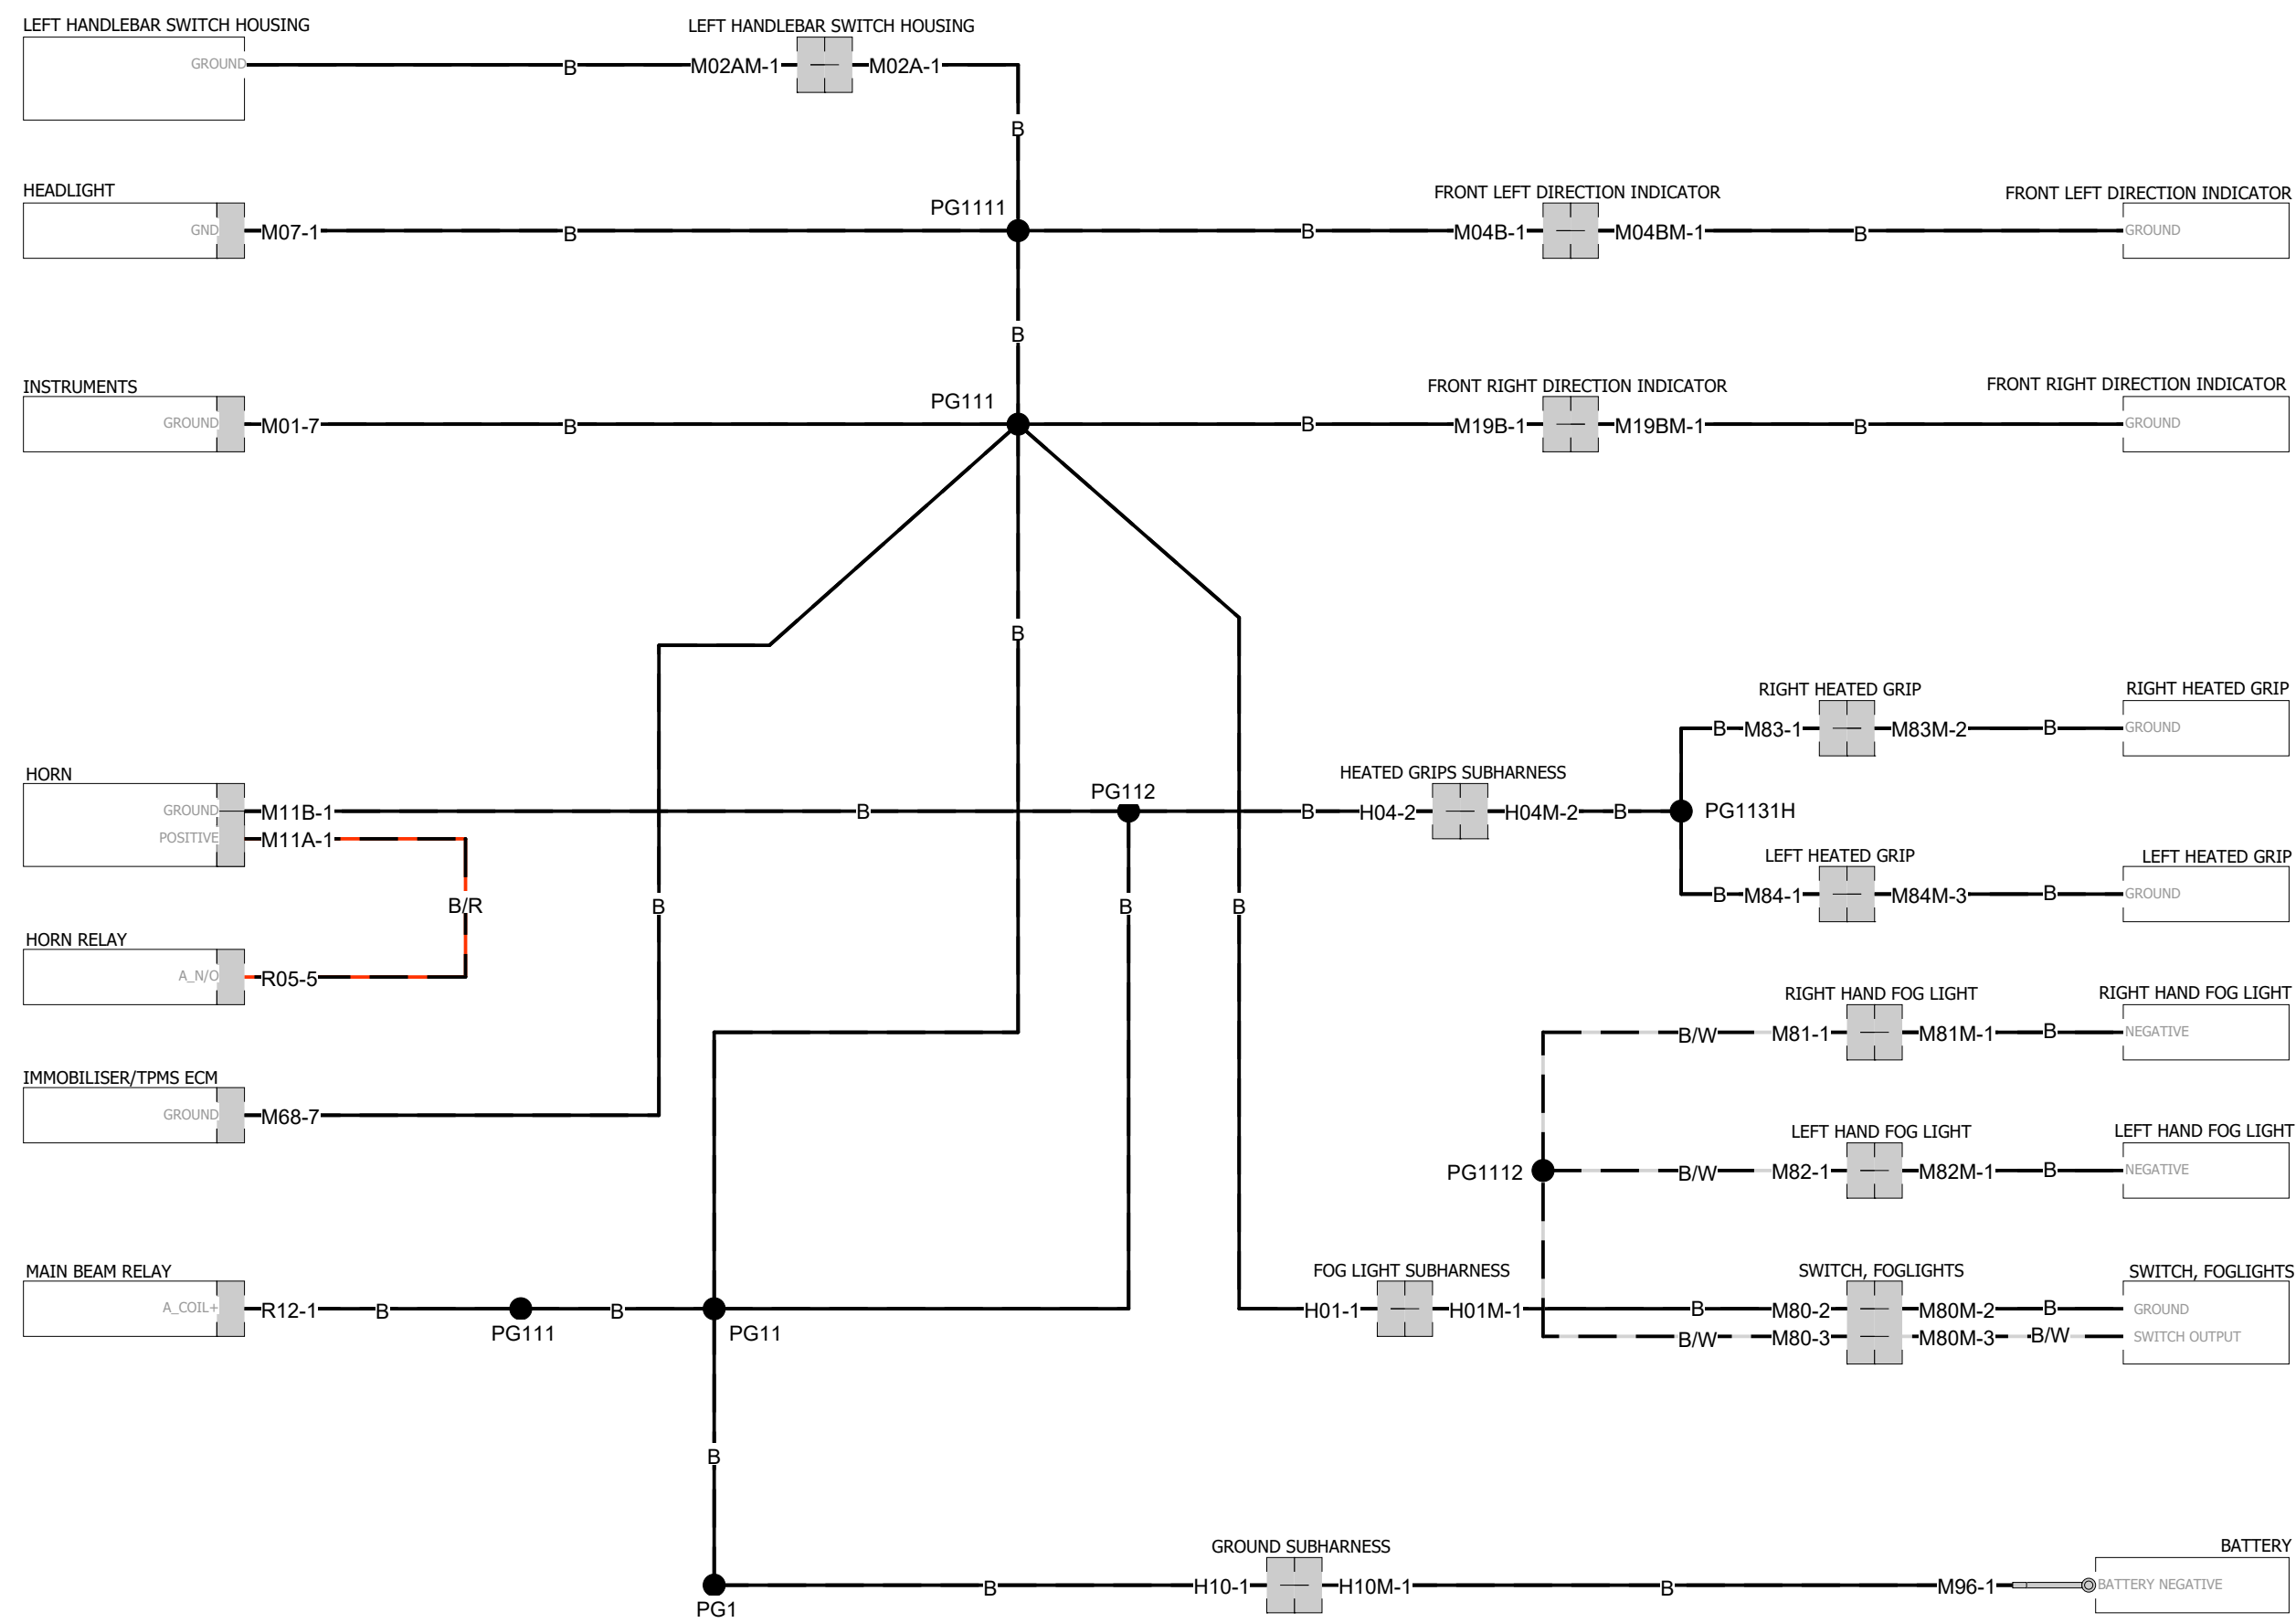 LEFT HANDLEBAR SWITCH HOUSING
LEFT HANDLEBAR SWITCH HOUSING
GROUND
B
M02AM-1
M02A-1
B
HEADLIGHT
PG1111
FRONT LEFT DIRECTION INDICATOR
FRONT LEFT DIRECTION INDICATOR
GND
M07-1
B
B
M04B-1
M04BM-1
B
GROUND
B
INSTRUMENTS
PG111
FRONT RIGHT DIRECTION INDICATOR
FRONT RIGHT DIRECTION INDICATOR
GROUND
M01-7
B
B
M19B-1
M19BM-1
B
GROUND
B
RIGHT HEATED GRIP
RIGHT HEATED GRIP
B
M83-1
M83M-2
B
GROUND
HORN
PG112
HEATED GRIPS SUBHARNESS
GROUND
M11B-1
B
B
H04-2
H04M-2
B
PG1131H
POSITIVE
M11A-1
LEFT HEATED GRIP
LEFT HEATED GRIP
B
M84-1
M84M-3
B
GROUND
B/R
B
B
B
HORN RELAY
A_N/O
R05-5
RIGHT HAND FOG LIGHT
RIGHT HAND FOG LIGHT
B/W
M81-1
M81M-1
B
NEGATIVE
IMMOBILISER/TPMS ECM
GROUND
M68-7
LEFT HAND FOG LIGHT
LEFT HAND FOG LIGHT
PG1112
B/W
M82-1
M82M-1
B
NEGATIVE
MAIN BEAM RELAY
FOG LIGHT SUBHARNESS
SWITCH, FOGLIGHTS
SWITCH, FOGLIGHTS
A_COIL+
R12-1
B
B
H01-1
H01M-1
B
M80-2
M80M-2
B
GROUND
PG111
PG11
B/W
M80-3
M80M-3
B/W
SWITCH OUTPUT
B
GROUND SUBHARNESS
BATTERY
B
H10-1
H10M-1
B
M96-1
BATTERY NEGATIVE
PG1